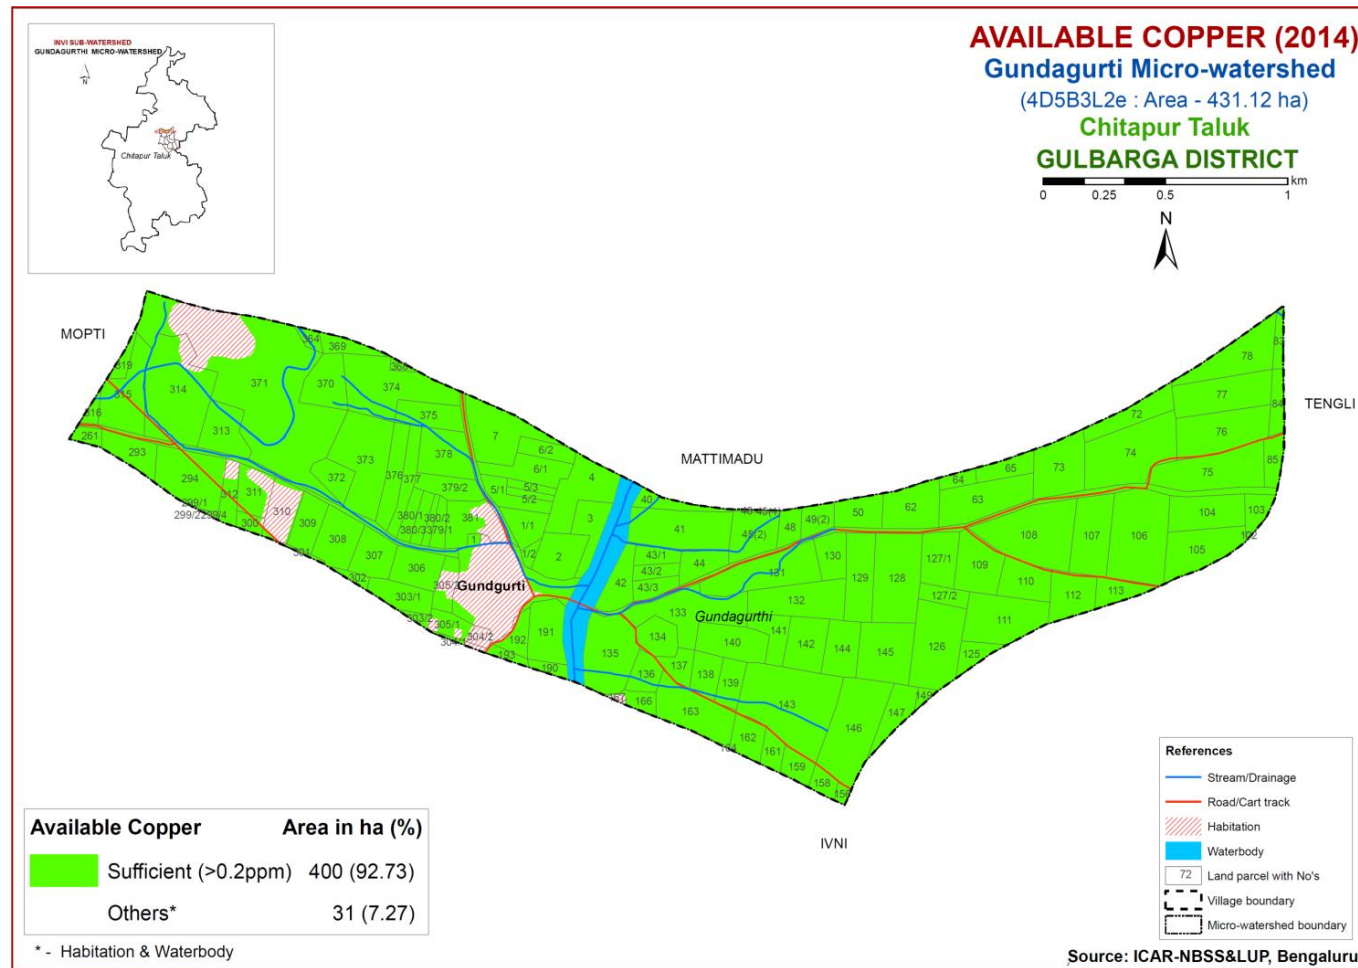 INVI SUB-WATERSHED
GUNDAGURTHI MICRO-WATERSHED
N
Chitapur Taluk
AVAILABLE COPPER (2014)
Gundagurti Micro-watershed
(4D5B3L2e : Area - 431.12 ha)
Chitapur Taluk
GULBARGA DISTRICT
0 0.25 0.5 1 km
N
MOPTI
MATTIMADU
TENGLI
IVNI
Gundgurti
Gundagurthi
319 315 316 261 293 294 314 313 371 364 369 370 374 375
299/1 312 311 310 300 309 308 307 306 372 373 376 377 378 379/2
380/1 380/2 381 1 302 303/1 303/2 305/1 304/2
7 6/2 6/1 5/1 5/3 5/2 4 3 1/1 1/2 2
192 193 191 190 135 42 40 41 43/1 43/2 43/3 44
45(2) 48 49(2) 50 62 63 64 65 73 72 74 75 76 77 78 83 84 85
130 131 129 128 127/1 127/2 109 108 107 106 104 103 102 105
110 111 112 113 126 125 132 133 134 140 141 142 144 145
136 137 138 139 143 146 147 149 166 163 162 161 159 158 156
Available Copper Area in ha (%)
Sufficient (>0.2ppm) 400 (92.73)
Others* 31 (7.27)
* - Habitation & Waterbody
References
Stream/Drainage
Road/Cart track
Habitation
Waterbody
72 Land parcel with No's
Village boundary
Micro-watershed boundary
Source: ICAR-NBSS&LUP, Bengaluru